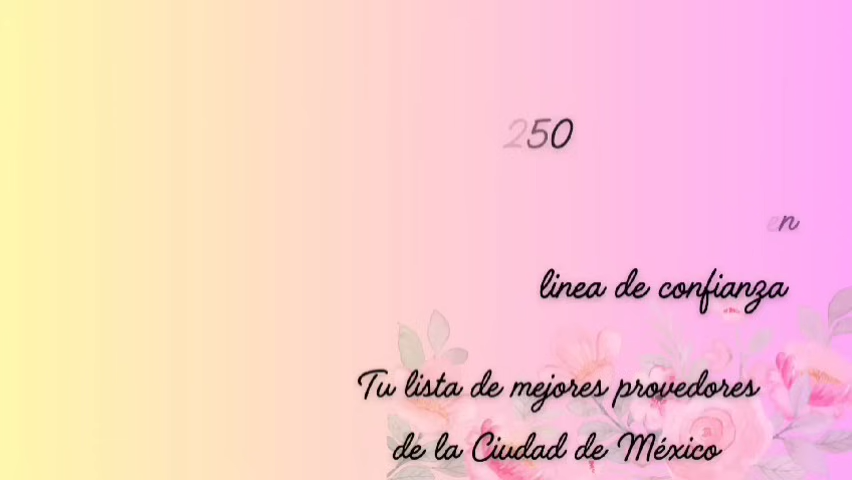 250
en
linea de confianza
Tu lista de mejores provedores
de la Ciudad de México